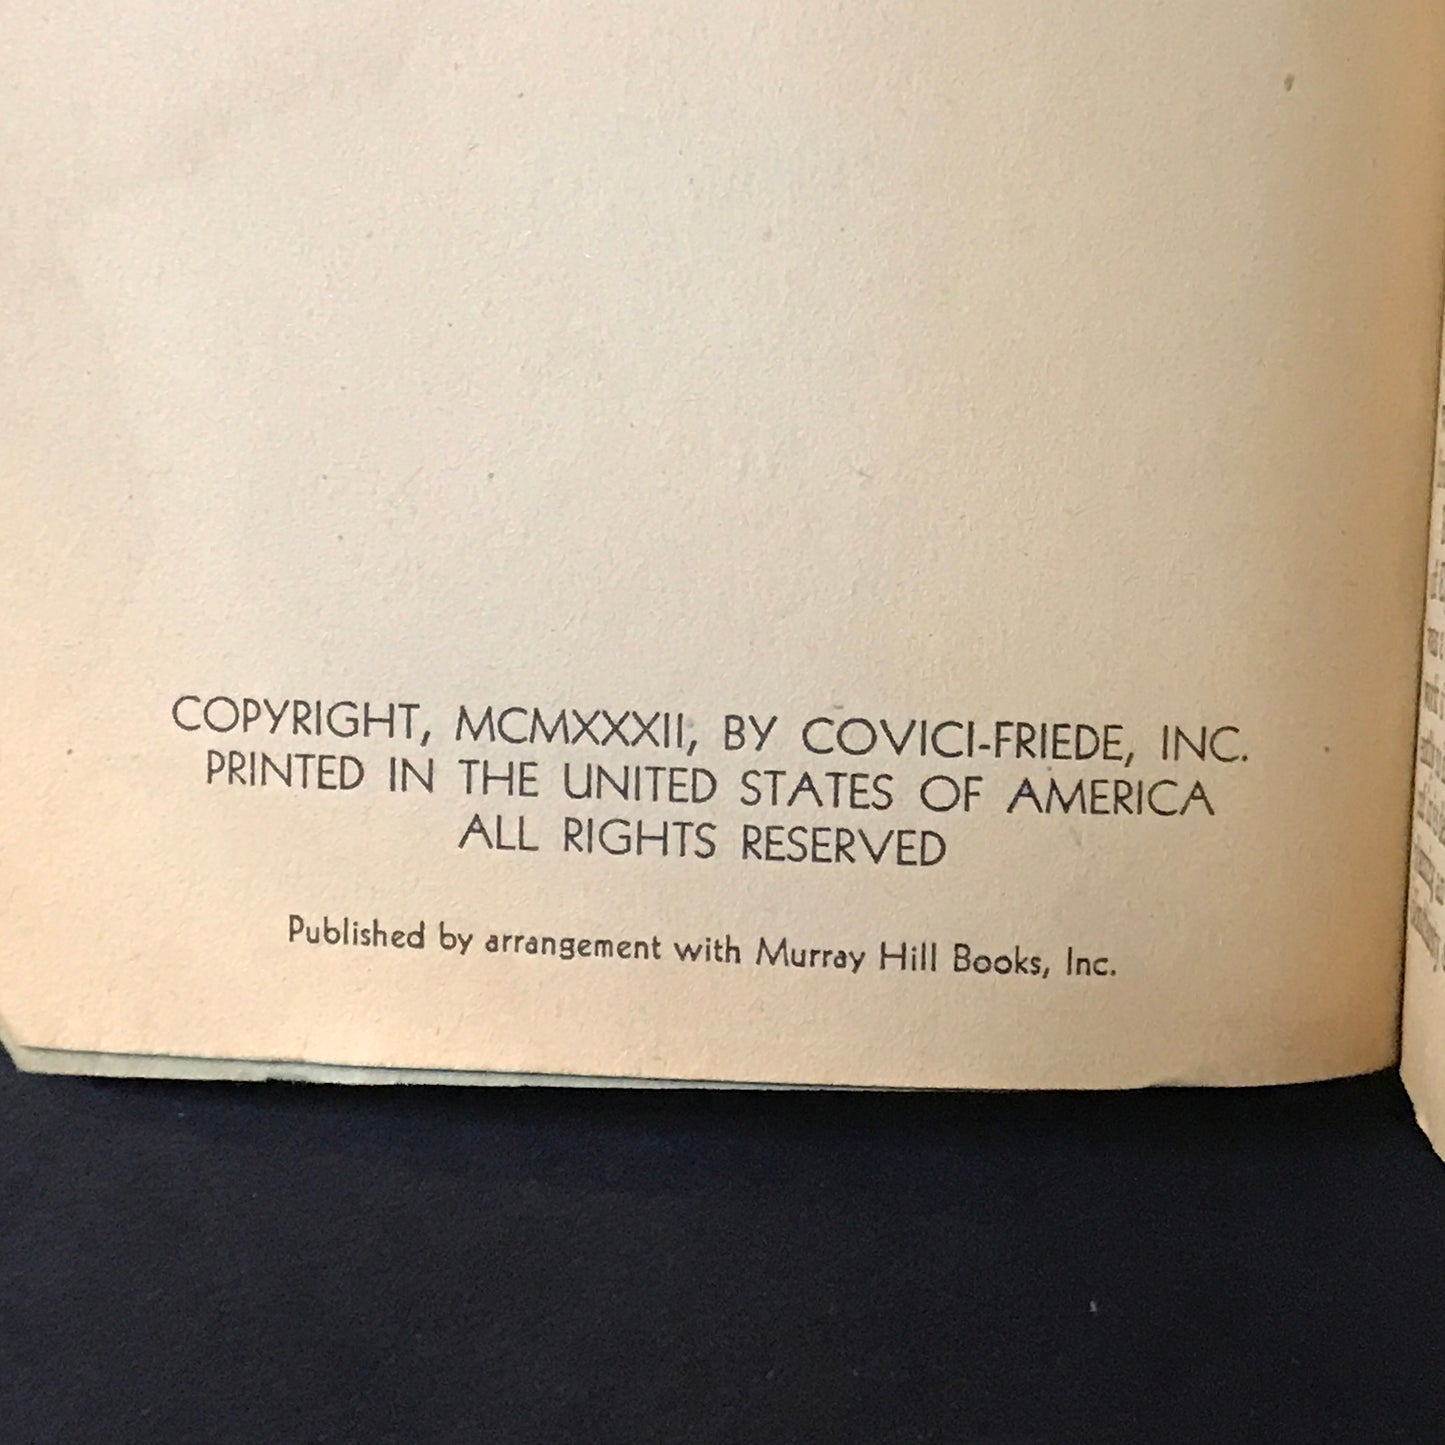 COPYRIGHT, MCMXXXII, BY COVICI-FRIEDE, INC.
PRINTED IN THE UNITED STATES OF AMERICA
ALL RIGHTS RESERVED
Published by arrangement with Murray Hill Books, Inc.